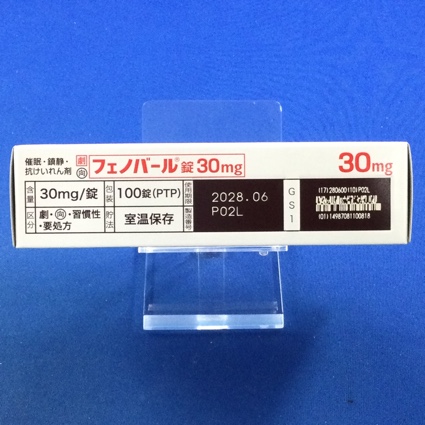 催眠・鎮静・
抗けいれん剤
劇 向 フェノバール®錠30mg
30mg
含量 30mg/錠
包装 100錠(PTP)
使用期限 2028.06
製造番号 P02L
GS1
区分 劇・向・習慣性
・要処方
貯法 室温保存
(17)280600(10)P02L
(01)14987081100818